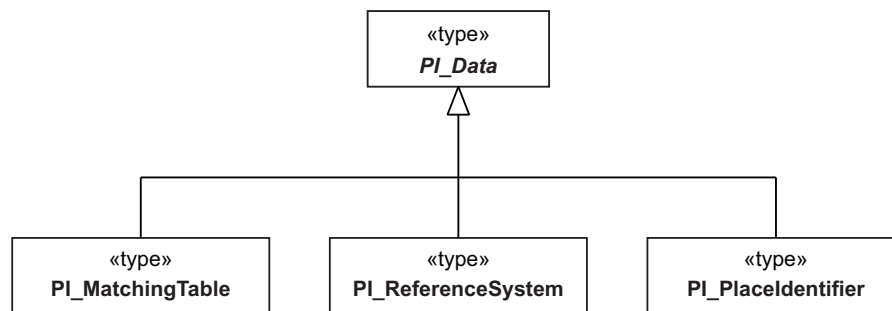 «type»
PI_Data
«type»
PI_MatchingTable
«type»
PI_ReferenceSystem
«type»
PI_PlaceIdentifier